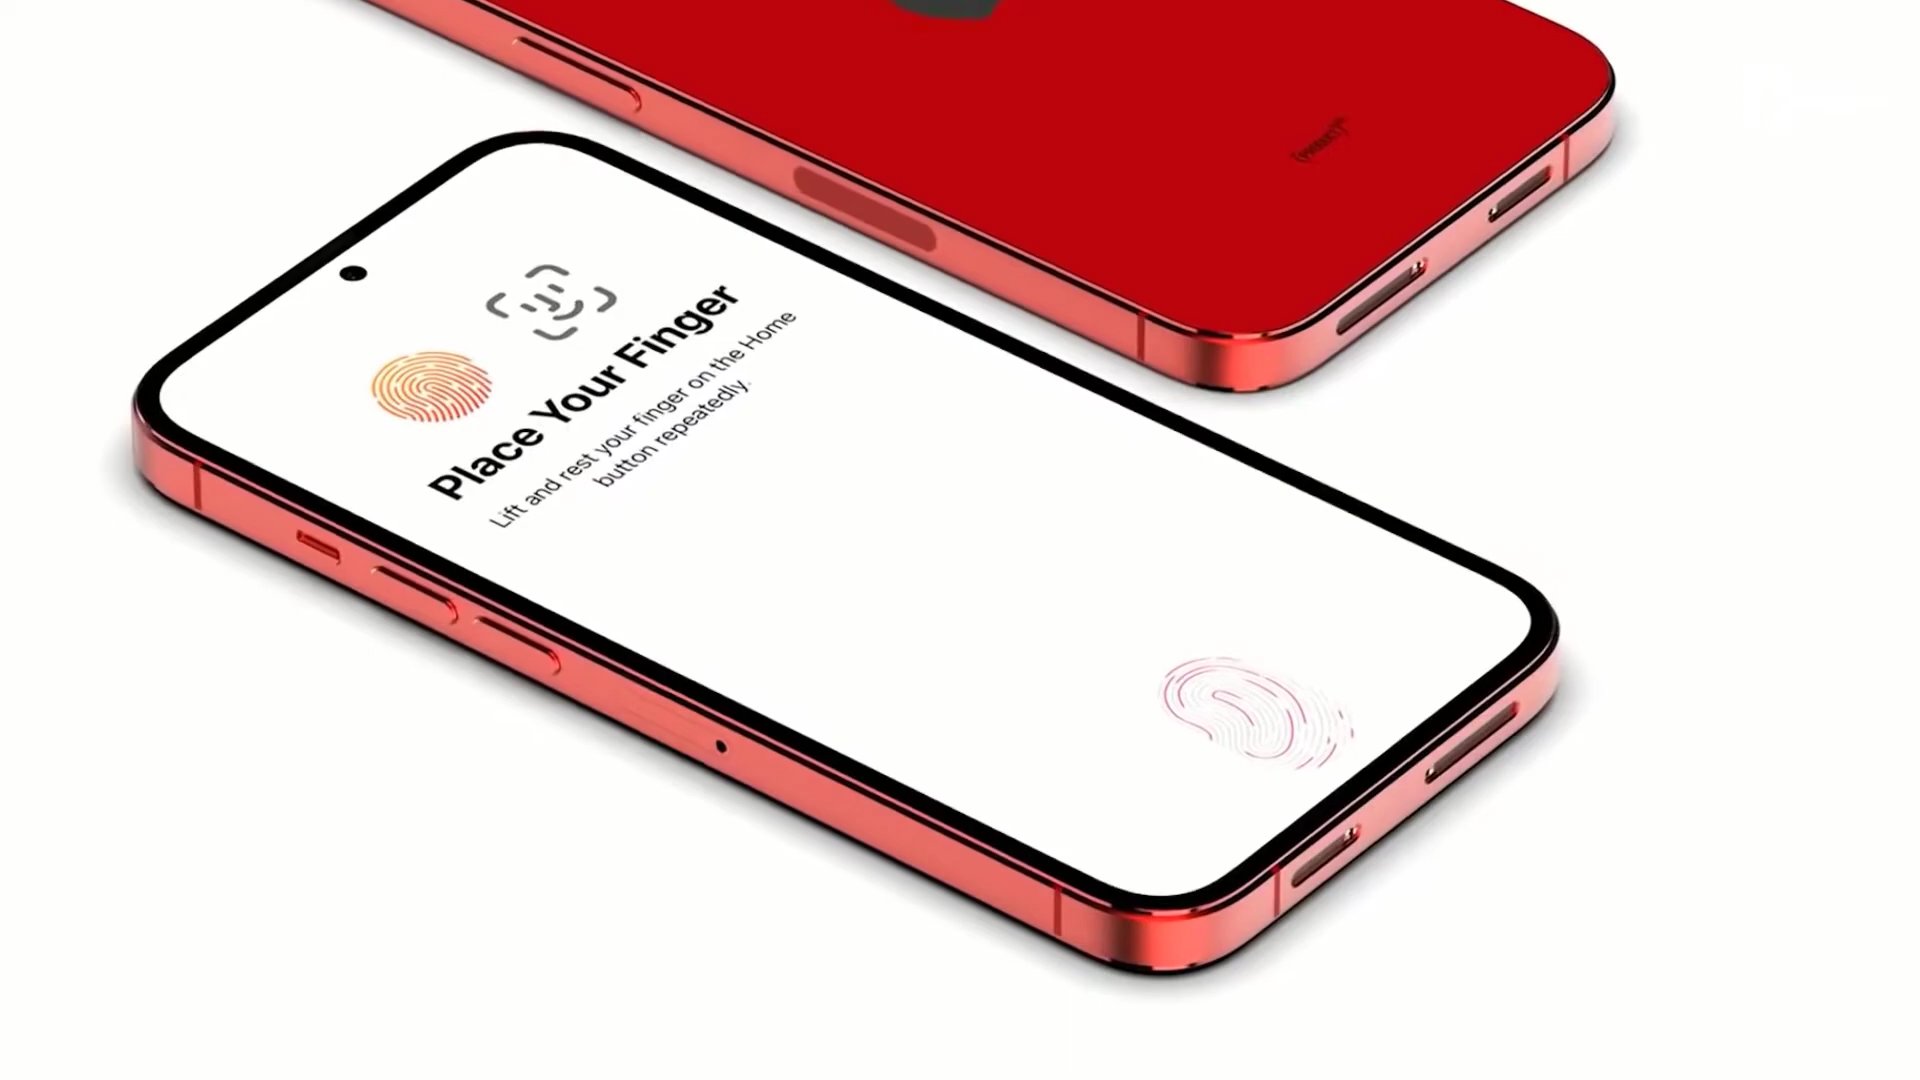 Place Your Finger
Lift and rest your finger on the Home
button repeatedly.